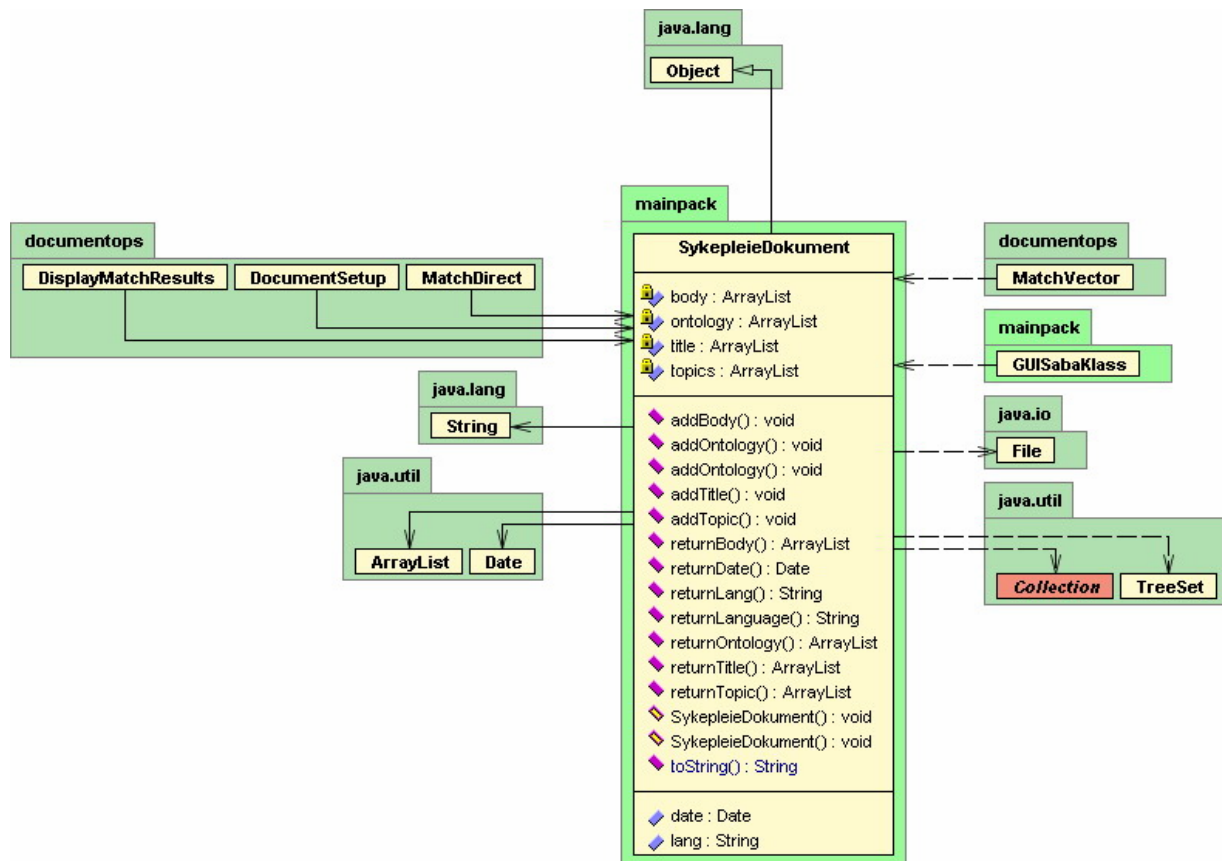 java.lang
Object
mainpack
SykepleieDokument
documentops
DisplayMatchResults DocumentSetup MatchDirect
documentops
MatchVector
body : ArrayList
ontology : ArrayList
title : ArrayList
topics : ArrayList
mainpack
GUISabaKlass
java.lang
String
java.io
File
java.util
ArrayList Date
java.util
Collection TreeSet
addBody() : void
addOntology() : void
addOntology() : void
addTitle() : void
addTopic() : void
returnBody() : ArrayList
returnDate() : Date
returnLang() : String
returnLanguage() : String
returnOntology() : ArrayList
returnTitle() : ArrayList
returnTopic() : ArrayList
SykepleieDokument() : void
SykepleieDokument() : void
toString() : String
date : Date
lang : String